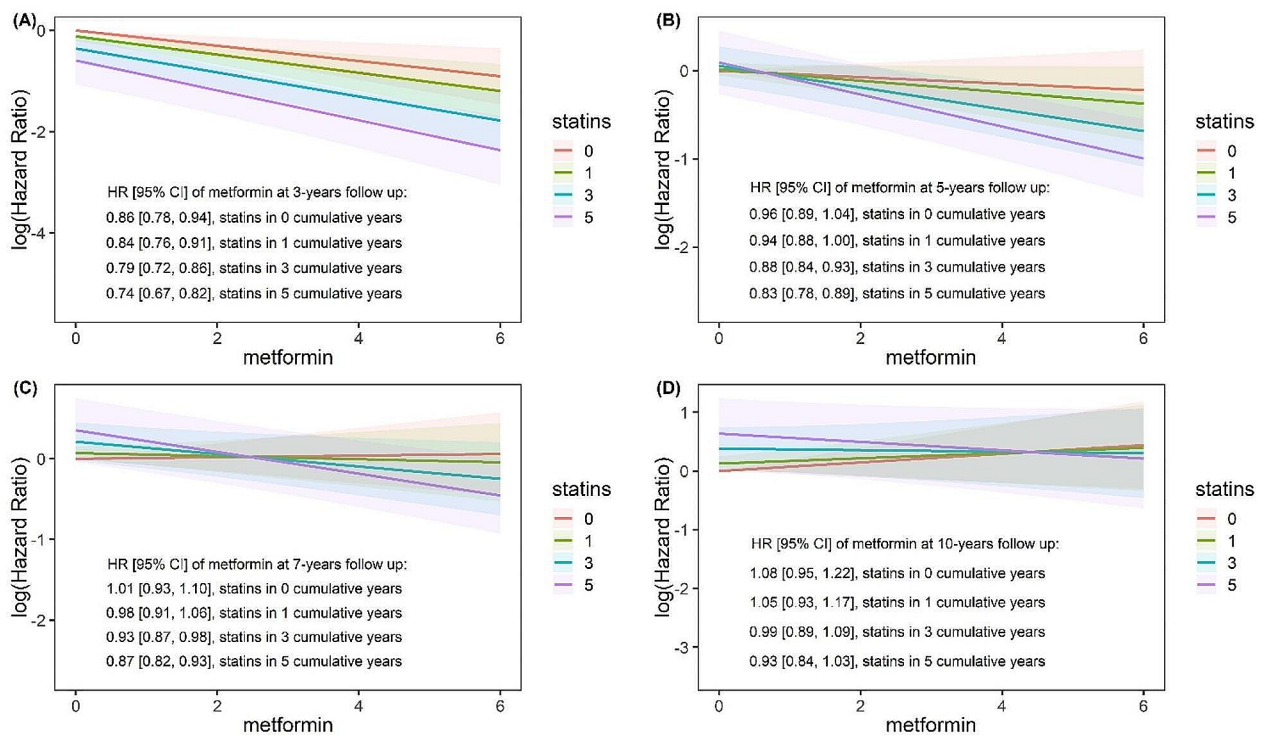 (A)
log(Hazard Ratio)
0
-2
-4
HR [95% CI] of metformin at 3-years follow up:
0.86 [0.78, 0.94], statins in 0 cumulative years
0.84 [0.76, 0.91], statins in 1 cumulative years
0.79 [0.72, 0.86], statins in 3 cumulative years
0.74 [0.67, 0.82], statins in 5 cumulative years
0 2 4 6
metformin
statins
0
1
3
5
(B)
log(Hazard Ratio)
0
-1
-2
HR [95% CI] of metformin at 5-years follow up:
0.96 [0.89, 1.04], statins in 0 cumulative years
0.94 [0.88, 1.00], statins in 1 cumulative years
0.88 [0.84, 0.93], statins in 3 cumulative years
0.83 [0.78, 0.89], statins in 5 cumulative years
0 2 4 6
metformin
statins
0
1
3
5
(C)
log(Hazard Ratio)
0
-1
-2
HR [95% CI] of metformin at 7-years follow up:
1.01 [0.93, 1.10], statins in 0 cumulative years
0.98 [0.91, 1.06], statins in 1 cumulative years
0.93 [0.87, 0.98], statins in 3 cumulative years
0.87 [0.82, 0.93], statins in 5 cumulative years
0 2 4 6
metformin
statins
0
1
3
5
(D)
log(Hazard Ratio)
1
0
-1
-2
-3
HR [95% CI] of metformin at 10-years follow up:
1.08 [0.95, 1.22], statins in 0 cumulative years
1.05 [0.93, 1.17], statins in 1 cumulative years
0.99 [0.89, 1.09], statins in 3 cumulative years
0.93 [0.84, 1.03], statins in 5 cumulative years
0 2 4 6
metformin
statins
0
1
3
5